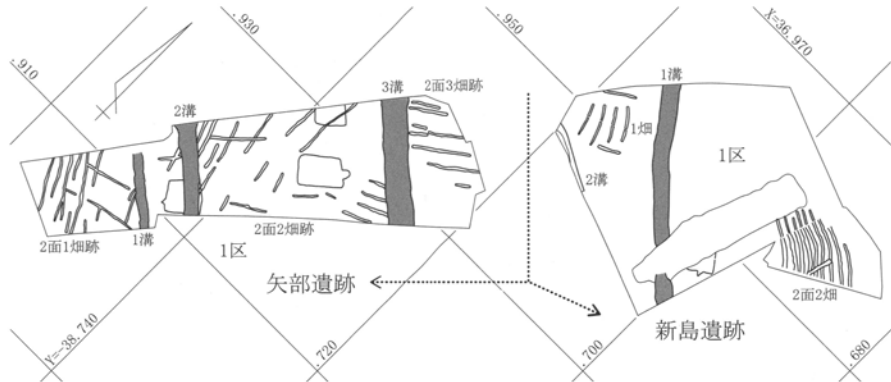 .910
.930
.950
X=36,970
3溝
2面3畑跡
1溝
2溝
1畑
1区
2溝
2面1畑跡
1溝
2面2畑跡
1区
矢部遺跡
2面2畑
新島遺跡
Y=-38,740
.720
.700
.680